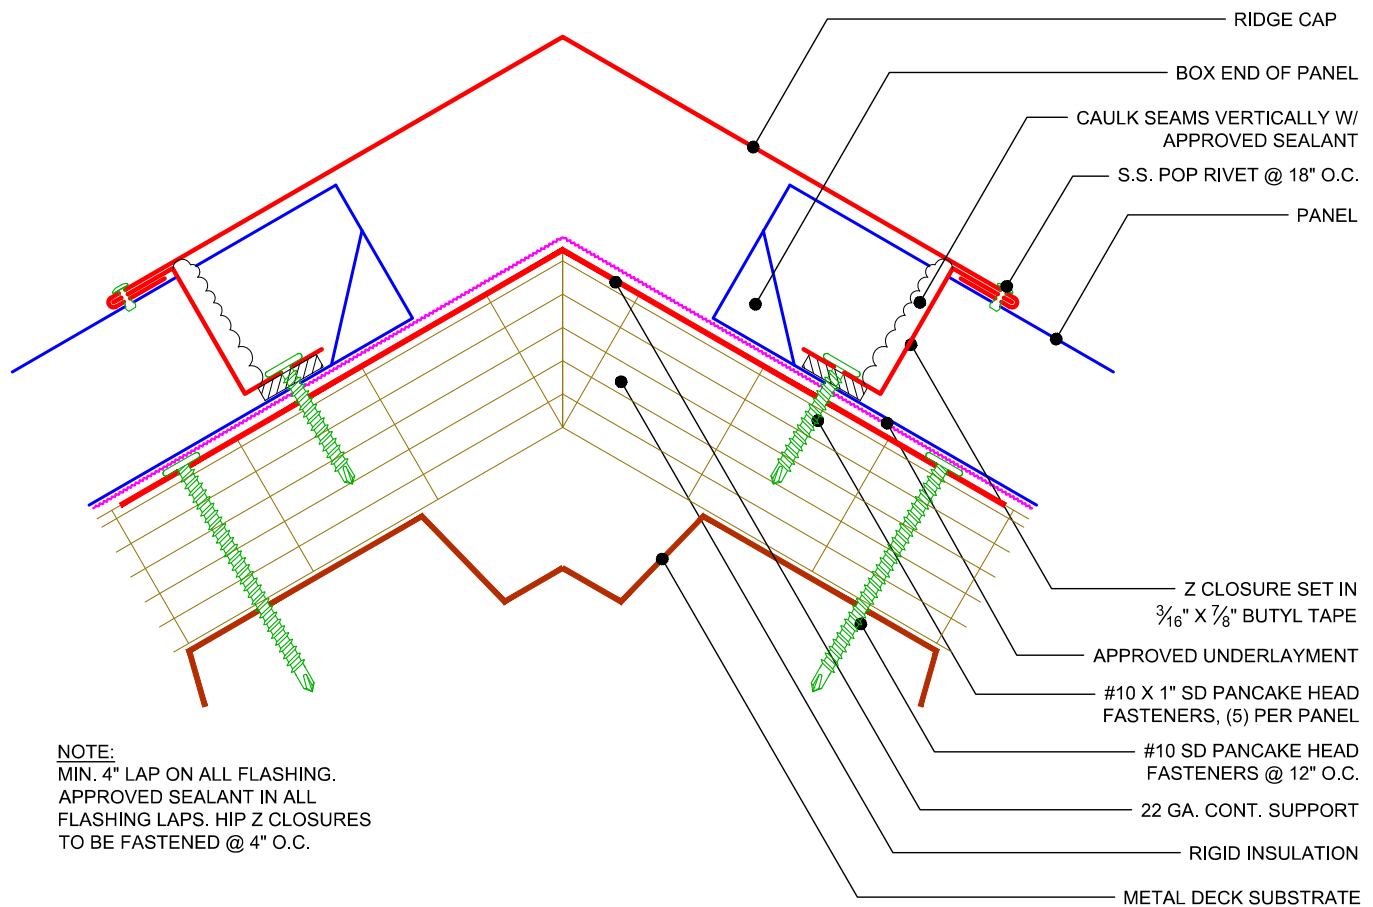 RIDGE CAP
BOX END OF PANEL
CAULK SEAMS VERTICALLY W/
APPROVED SEALANT
S.S. POP RIVET @ 18" O.C.
PANEL
Z CLOSURE SET IN
3/16" X 7/8" BUTYL TAPE
APPROVED UNDERLAYMENT
#10 X 1" SD PANCAKE HEAD
FASTENERS, (5) PER PANEL
#10 SD PANCAKE HEAD
FASTENERS @ 12" O.C.
22 GA. CONT. SUPPORT
RIGID INSULATION
METAL DECK SUBSTRATE
NOTE:
MIN. 4" LAP ON ALL FLASHING.
APPROVED SEALANT IN ALL
FLASHING LAPS. HIP Z CLOSURES
TO BE FASTENED @ 4" O.C.